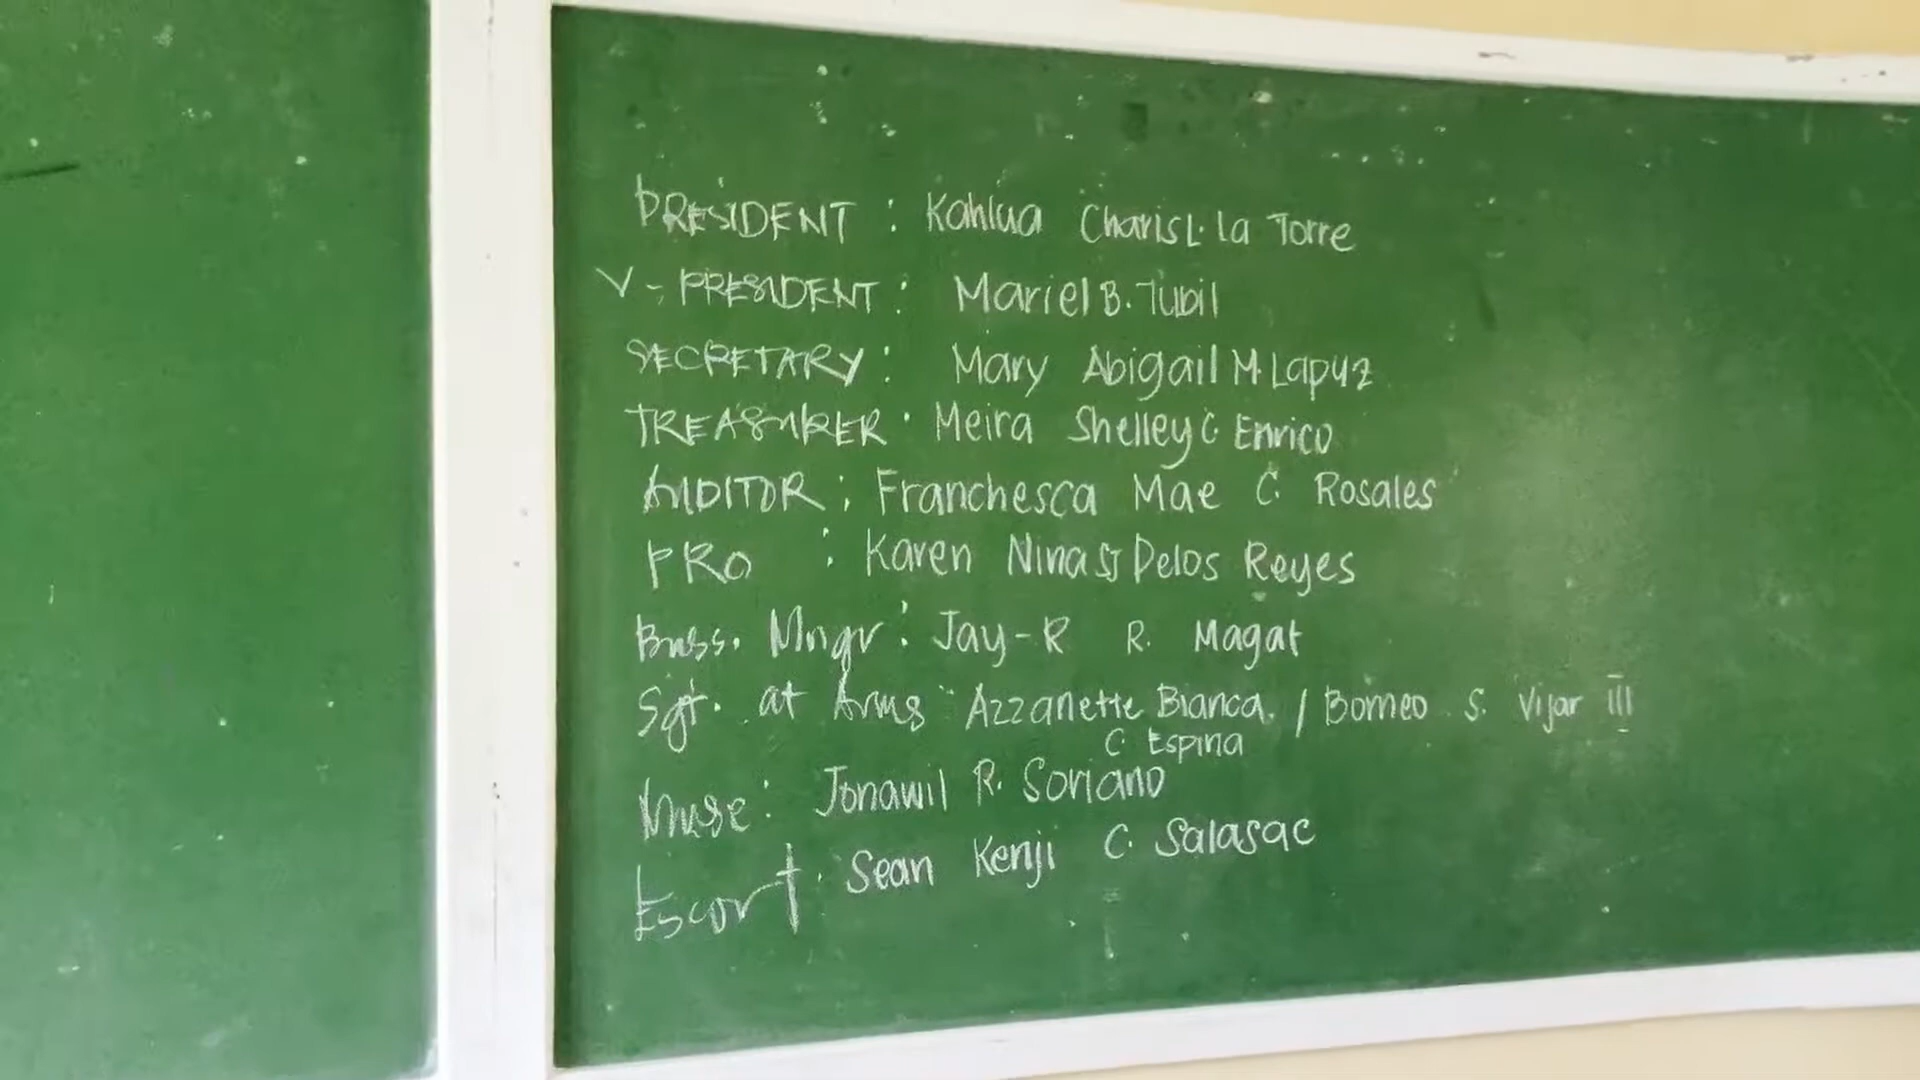 PRESIDENT : Kahlua Charis L. La Torre
V-PRESIDENT : Mariel B. Tubil
SECRETARY : Mary Abigail M. Lapuz
TREASURER : Meira Shelley C. Enrico
AUDITOR : Franchesca Mae C. Rosales
PRO : Karen Nina Delos Reyes
Buss. Mngr : Jay-R R. Magat
Sgt. at Arms : Azzanette Bianca. / Borneo S. Vijar III
C. Espina
Muse : Jonawil R. Soriano
Escort : Sean Kenji C. Salasac